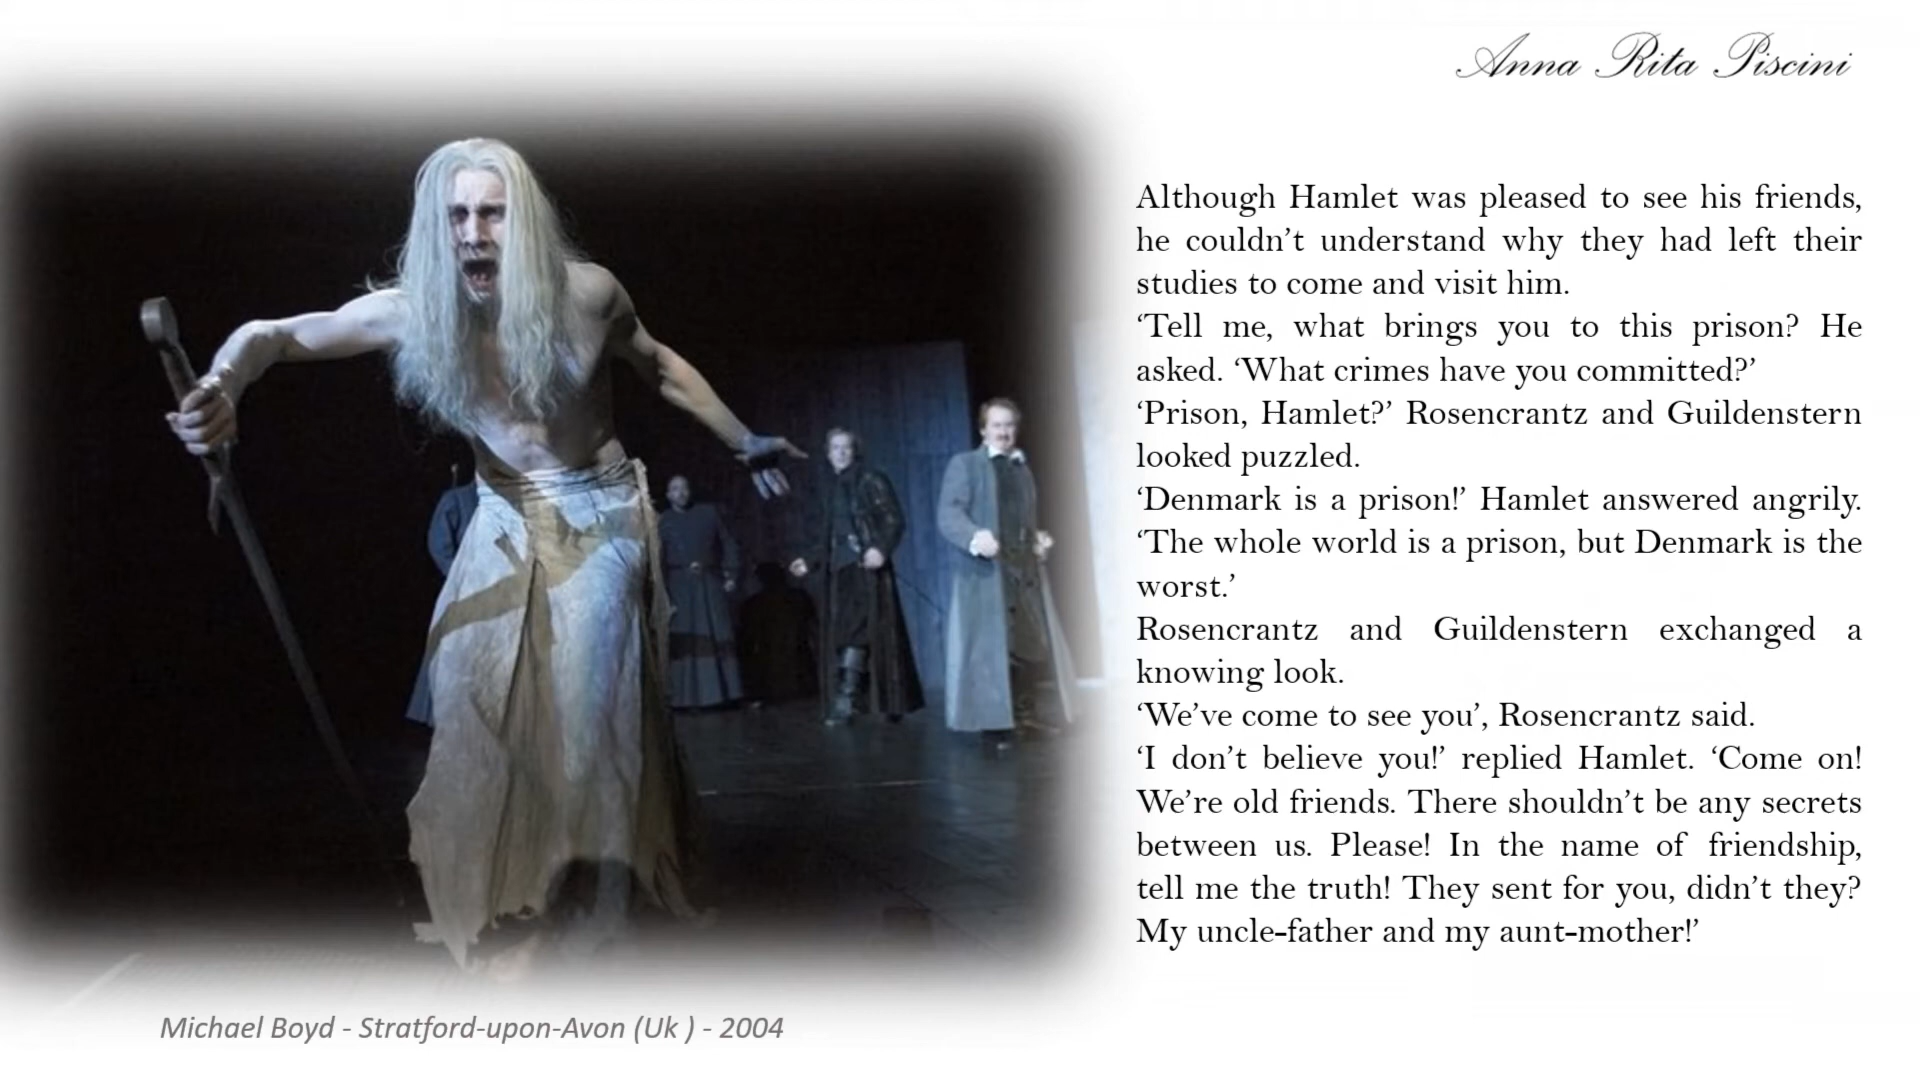 Anna Rita Piscini
Although Hamlet was pleased to see his friends,
he couldn’t understand why they had left their
studies to come and visit him.
‘Tell me, what brings you to this prison? He
asked. ‘What crimes have you committed?’
‘Prison, Hamlet?’ Rosencrantz and Guildenstern
looked puzzled.
‘Denmark is a prison!’ Hamlet answered angrily.
‘The whole world is a prison, but Denmark is the
worst.’
Rosencrantz and Guildenstern exchanged a
knowing look.
‘We’ve come to see you’, Rosencrantz said.
‘I don’t believe you!’ replied Hamlet. ‘Come on!
We’re old friends. There shouldn’t be any secrets
between us. Please! In the name of friendship,
tell me the truth! They sent for you, didn’t they?
My uncle-father and my aunt-mother!’
Michael Boyd - Stratford-upon-Avon (Uk ) - 2004